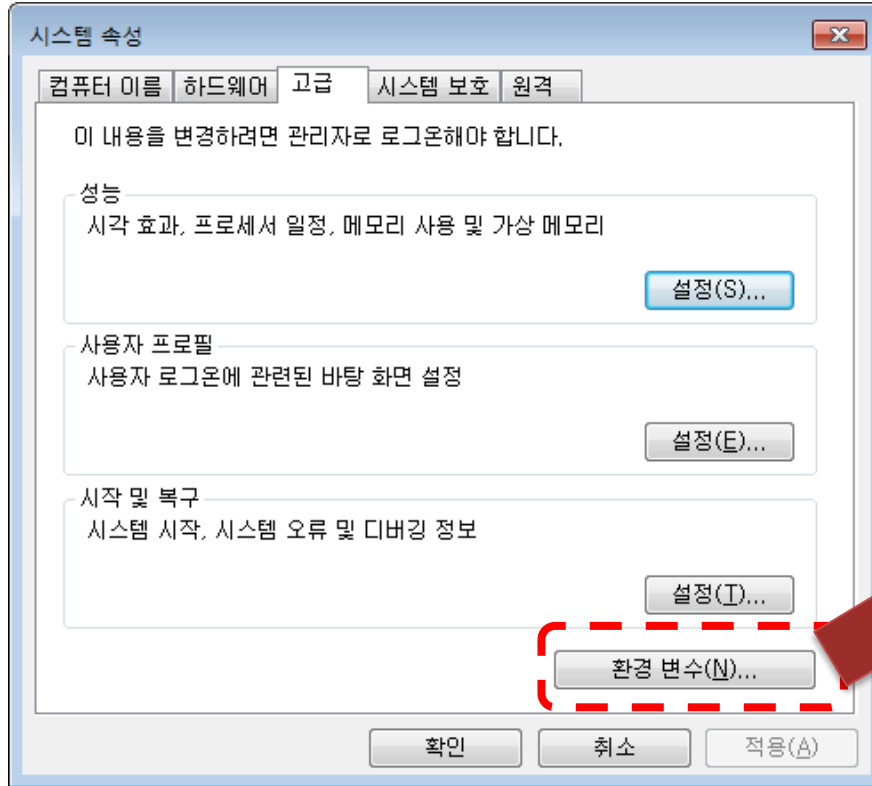 시스템 속성
컴퓨터 이름 하드웨어 고급 시스템 보호 원격
이 내용을 변경하려면 관리자로 로그온해야 합니다.
성능
시각 효과, 프로세서 일정, 메모리 사용 및 가상 메모리
설정(S)...
사용자 프로필
사용자 로그온에 관련된 바탕 화면 설정
설정(E)...
시작 및 복구
시스템 시작, 시스템 오류 및 디버깅 정보
설정(T)...
환경 변수(N)...
확인 취소 적용(A)